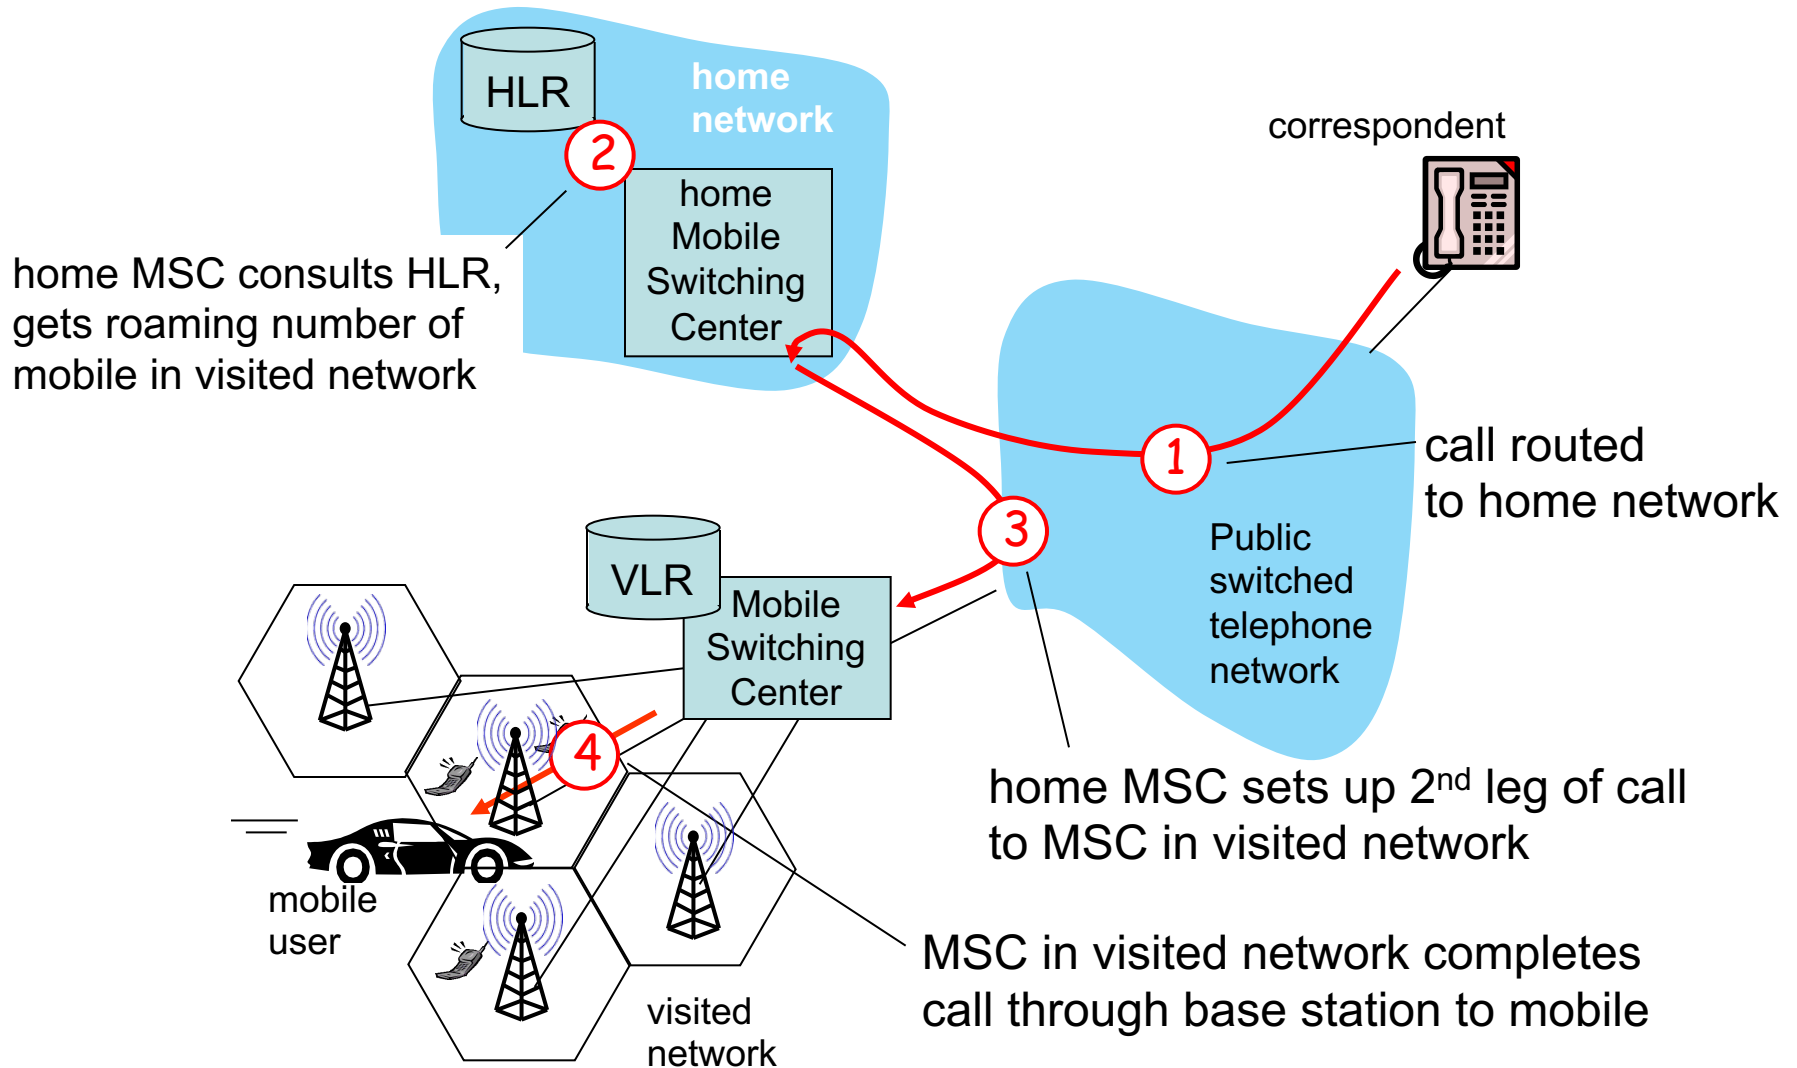 HLR
home
network
2
home
Mobile
Switching
Center
correspondent
home MSC consults HLR,
gets roaming number of
mobile in visited network
1
call routed
to home network
3
Public
switched
telephone
network
VLR
Mobile
Switching
Center
4
home MSC sets up 2nd leg of call
to MSC in visited network
mobile
user
MSC in visited network completes
call through base station to mobile
visited
network